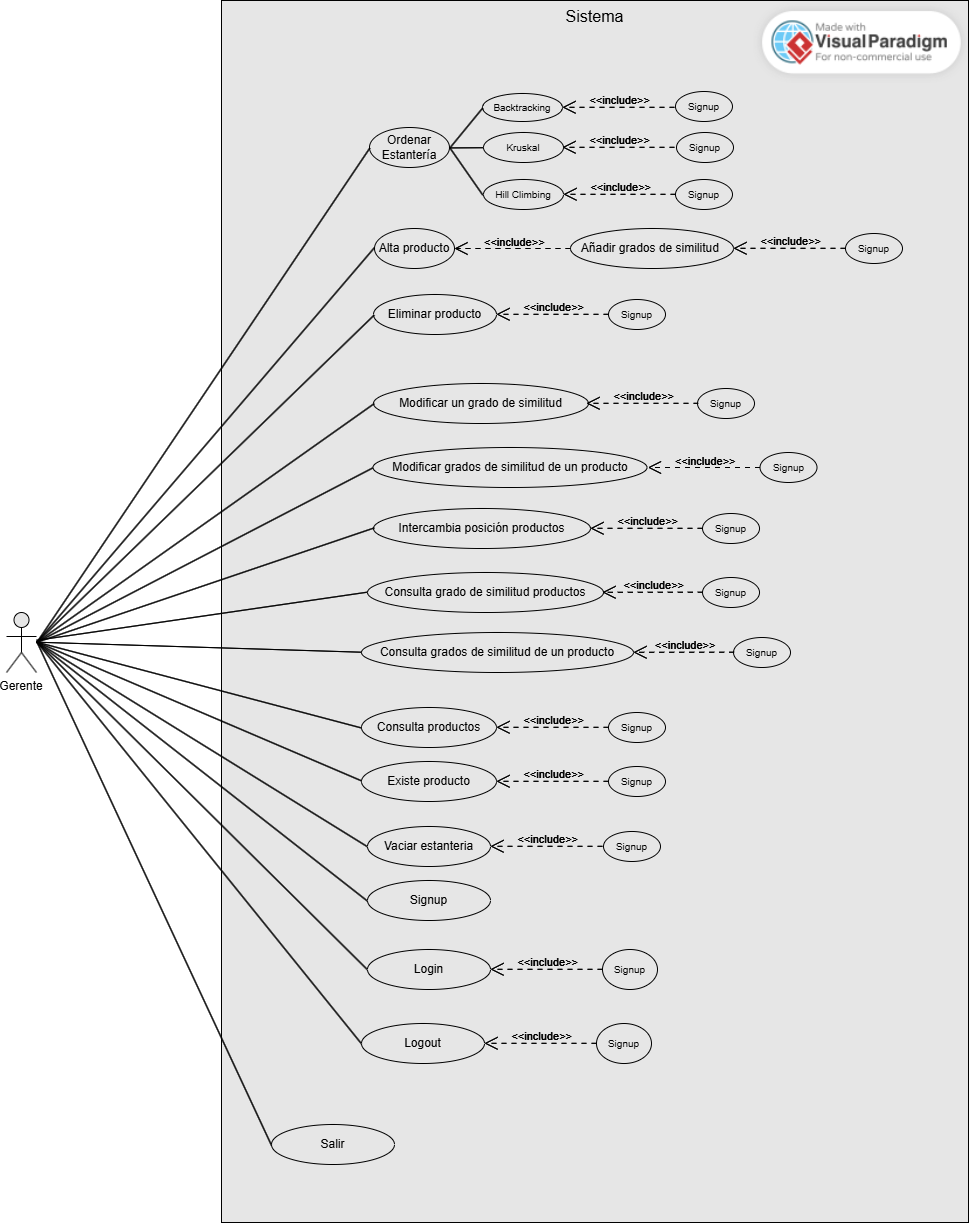 Sistema
Made with
VisualParadigm
For non-commercial use
Backtracking
<<include>>
Signup
Ordenar
Estantería
Kruskal
<<include>>
Signup
Hill Climbing
<<include>>
Signup
Alta producto
<<include>>
Añadir grados de similitud
<<include>>
Signup
Eliminar producto
<<include>>
Signup
Modificar un grado de similitud
<<include>>
Signup
Modificar grados de similitud de un producto
<<include>>
Signup
Intercambia posición productos
<<include>>
Signup
Consulta grado de similitud productos
<<include>>
Signup
Consulta grados de similitud de un producto
<<include>>
Signup
Gerente
Consulta productos
<<include>>
Signup
Existe producto
<<include>>
Signup
Vaciar estanteria
<<include>>
Signup
Signup
Login
<<include>>
Signup
Logout
<<include>>
Signup
Salir